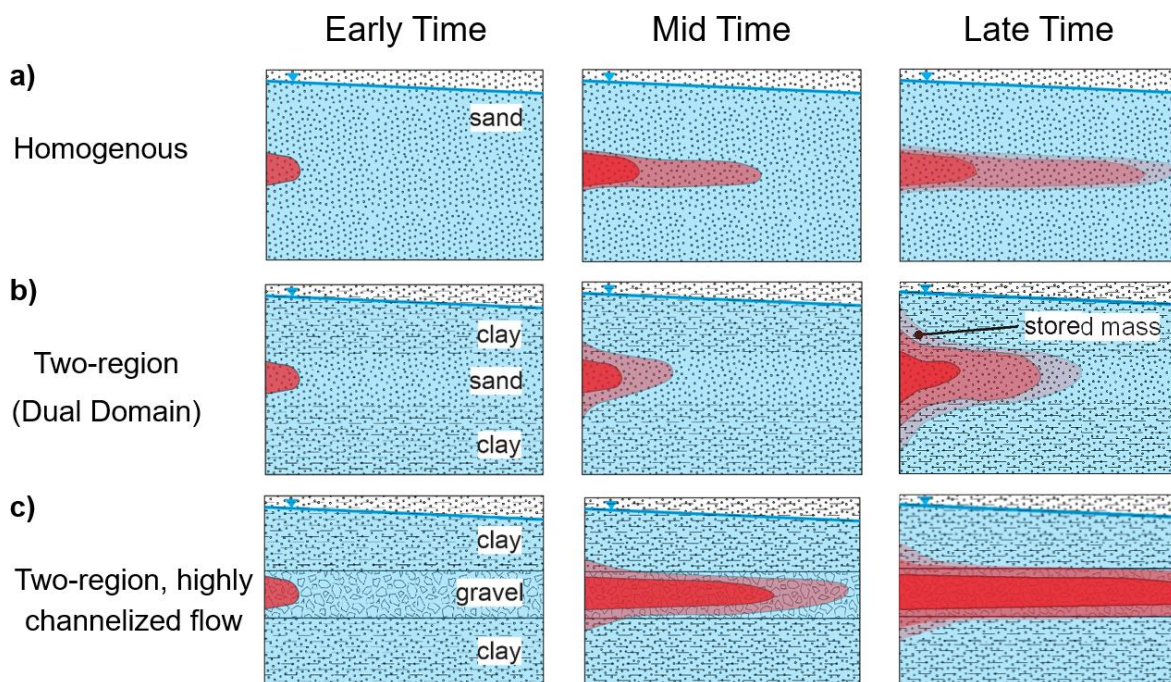 Early Time
Mid Time
Late Time
a)
Homogenous
sand
b)
Two-region
(Dual Domain)
clay
sand
clay
stored mass
c)
Two-region, highly
channelized flow
clay
gravel
clay